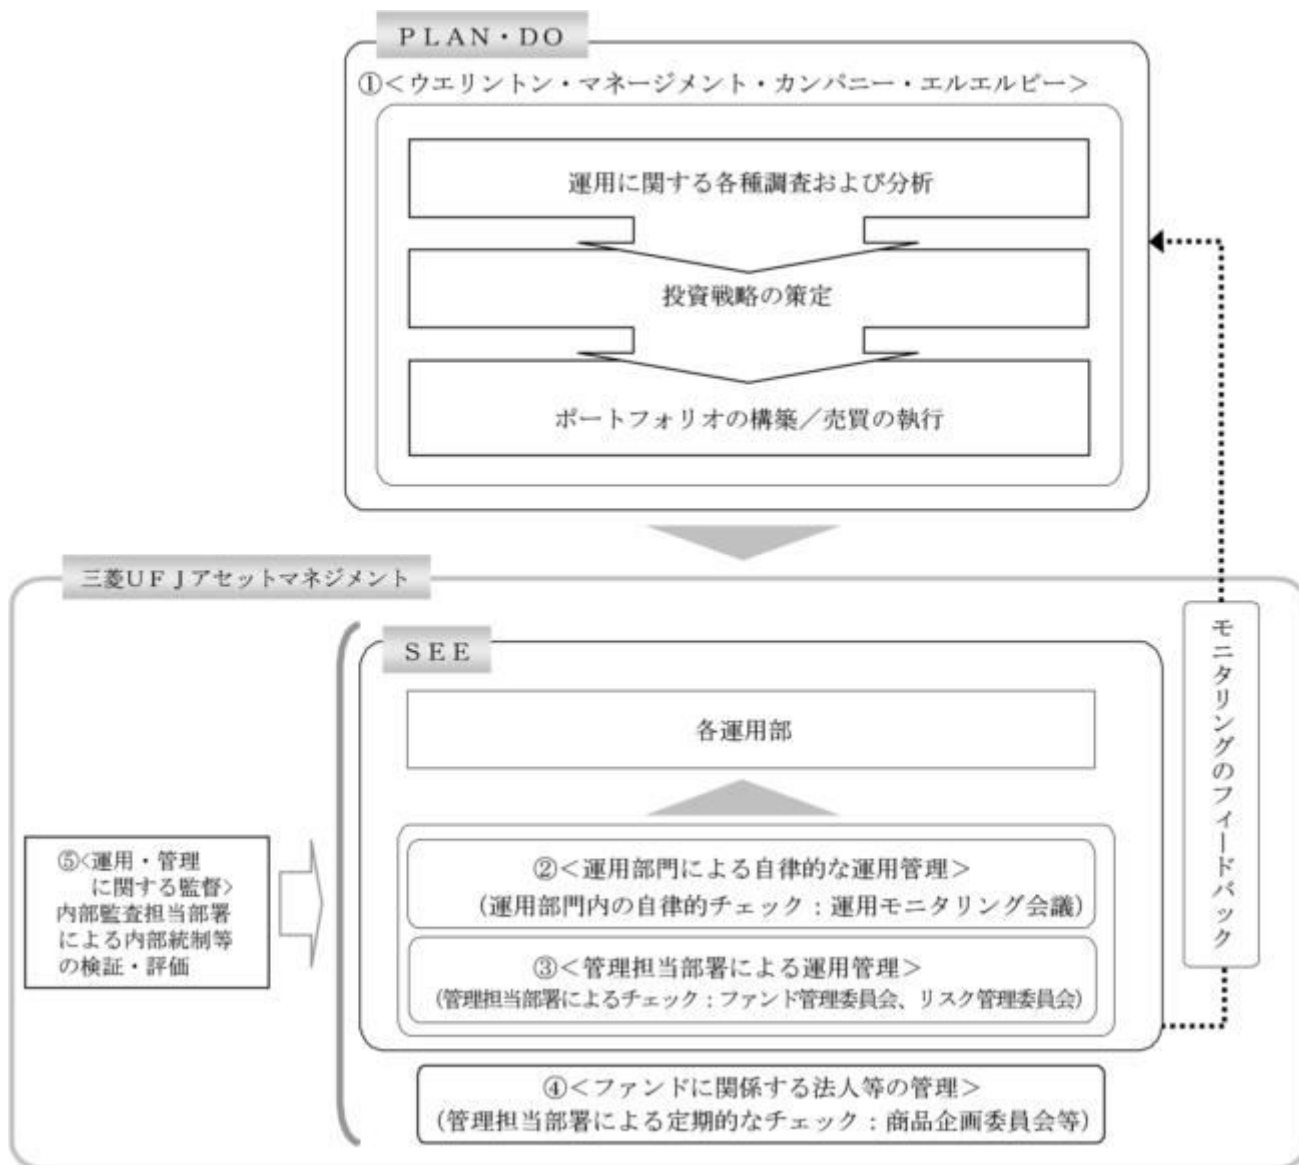 ＰＬＡＮ・ＤＯ
①＜ウエリントン・マネージメント・カンパニー・エルエルピー＞
運用に関する各種調査および分析
投資戦略の策定
ポートフォリオの構築／売買の執行
三菱ＵＦＪアセットマネジメント
ＳＥＥ
各運用部
②＜運用部門による自律的な運用管理＞
（運用部門内の自律的チェック：運用モニタリング会議）
③＜管理担当部署による運用管理＞
（管理担当部署によるチェック：ファンド管理委員会、リスク管理委員会）
④＜ファンドに関係する法人等の管理＞
（管理担当部署による定期的なチェック：商品企画委員会等）
⑤＜運用・管理
に関する監督＞
内部監査担当部署
による内部統制等
の検証・評価
モニタリングのフィードバック